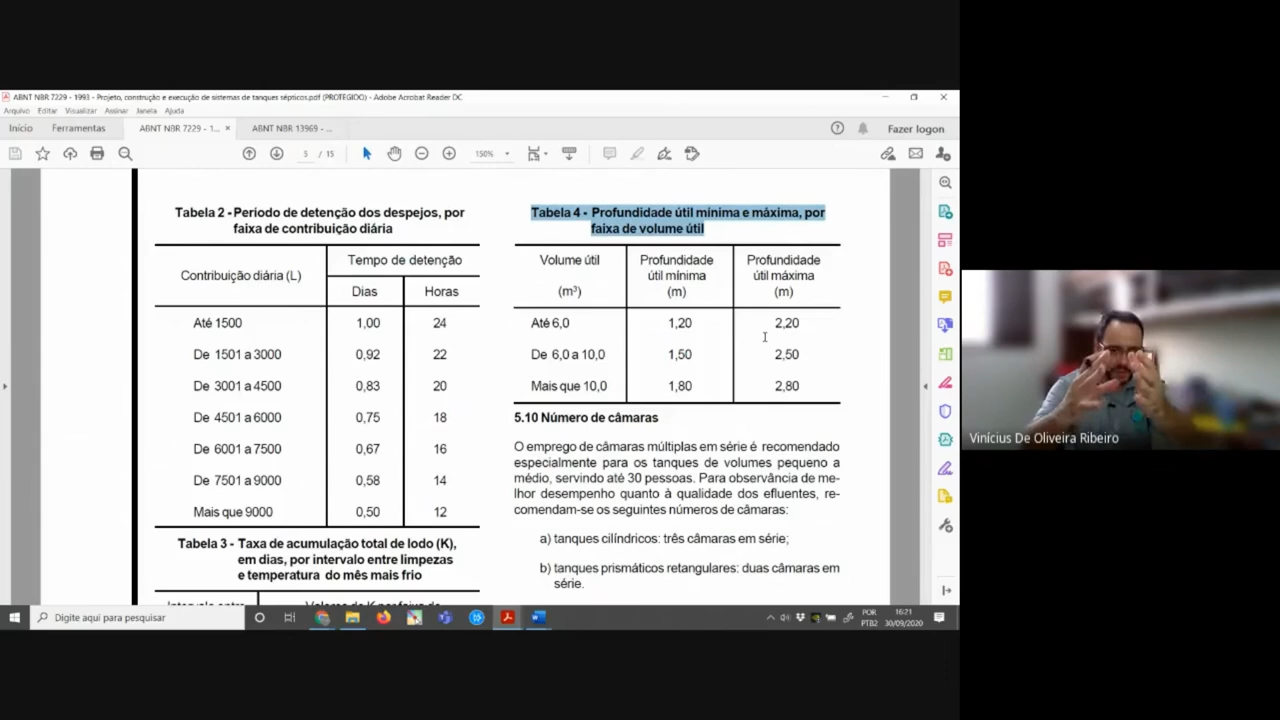 ABNT NBR 7229 - 1993 - Projeto, construção e execução de sistemas de tanques sépticos.pdf (PROTEGIDO) - Adobe Acrobat Reader DC
Arquivo Editar Visualizar Assinar Janela Ajuda
Início Ferramentas ABNT NBR 7229 - 1... × ABNT NBR 13969 - ... Fazer logon
5 / 15 150%
Tabela 2 - Período de detenção dos despejos, por
faixa de contribuição diária
Contribuição diária (L) Tempo de detenção
Dias Horas
Até 1500 1,00 24
De 1501 a 3000 0,92 22
De 3001 a 4500 0,83 20
De 4501 a 6000 0,75 18
De 6001 a 7500 0,67 16
De 7501 a 9000 0,58 14
Mais que 9000 0,50 12
Tabela 3 - Taxa de acumulação total de lodo (K),
em dias, por intervalo entre limpezas
e temperatura do mês mais frio
Tabela 4 - Profundidade útil mínima e máxima, por
faixa de volume útil
Volume útil Profundidade Profundidade
útil mínima útil máxima
(m³) (m) (m)
Até 6,0 1,20 2,20
De 6,0 a 10,0 1,50 2,50
Mais que 10,0 1,80 2,80
5.10 Número de câmaras
O emprego de câmaras múltiplas em série é recomendado
especialmente para os tanques de volumes pequeno a
médio, servindo até 30 pessoas. Para observância de me-
lhor desempenho quanto à qualidade dos efluentes, re-
comendam-se os seguintes números de câmaras:
a) tanques cilíndricos: três câmaras em série;
b) tanques prismáticos retangulares: duas câmaras em
série.
Vinícius De Oliveira Ribeiro
Digite aqui para pesquisar
POR 16:21
PTB2 30/09/2020